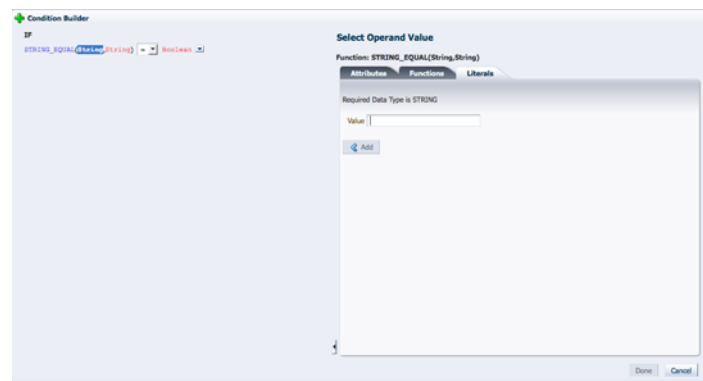 Condition Builder
IF
STRING_EQUAL(String,String) = Boolean
Select Operand Value
Function: STRING_EQUAL(String,String)
Attributes Functions Literals
Required Data Type is STRING
Value
Add
Done Cancel